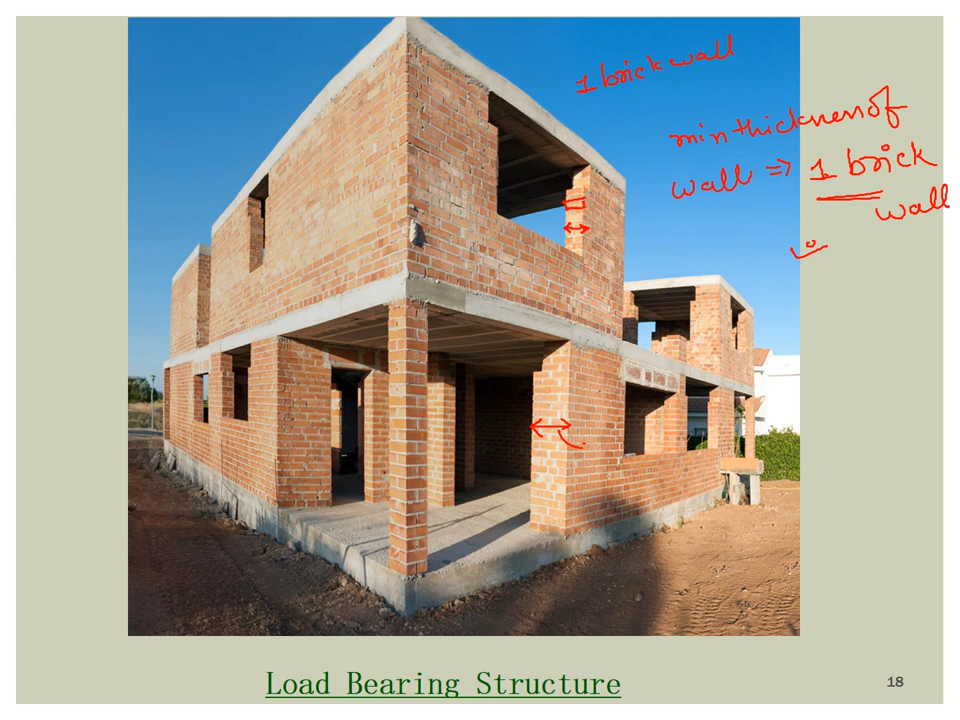 1 brick wall
min thickness of
wall => 1 brick
wall
Load Bearing Structure
18